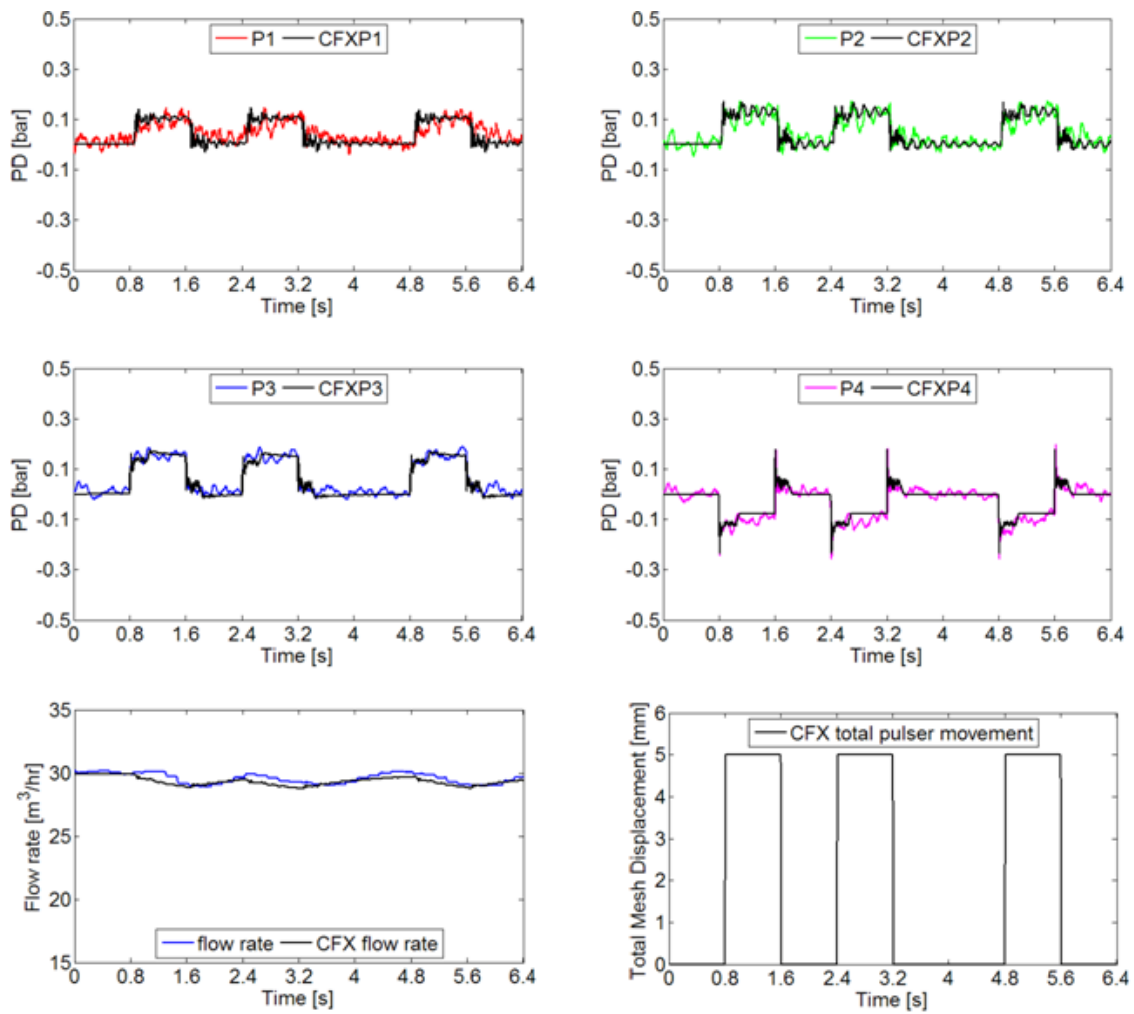 P1 CFXP1
0.5
0.3
0.1
-0.1
-0.3
-0.5
PD [bar]
0 0.8 1.6 2.4 3.2 4 4.8 5.6 6.4
Time [s]
P2 CFXP2
0.5
0.3
0.1
-0.1
-0.3
-0.5
PD [bar]
0 0.8 1.6 2.4 3.2 4 4.8 5.6 6.4
Time [s]
P3 CFXP3
0.5
0.3
0.1
-0.1
-0.3
-0.5
PD [bar]
0 0.8 1.6 2.4 3.2 4 4.8 5.6 6.4
Time [s]
P4 CFXP4
0.5
0.3
0.1
-0.1
-0.3
-0.5
PD [bar]
0 0.8 1.6 2.4 3.2 4 4.8 5.6 6.4
Time [s]
35
30
25
20
15
Flow rate [m³/hr]
flow rate CFX flow rate
0 0.8 1.6 2.4 3.2 4 4.8 5.6 6.4
Time [s]
CFX total pulser movement
6
5
4
3
2
1
0
Total Mesh Displacement [mm]
0 0.8 1.6 2.4 3.2 4 4.8 5.6 6.4
Time [s]